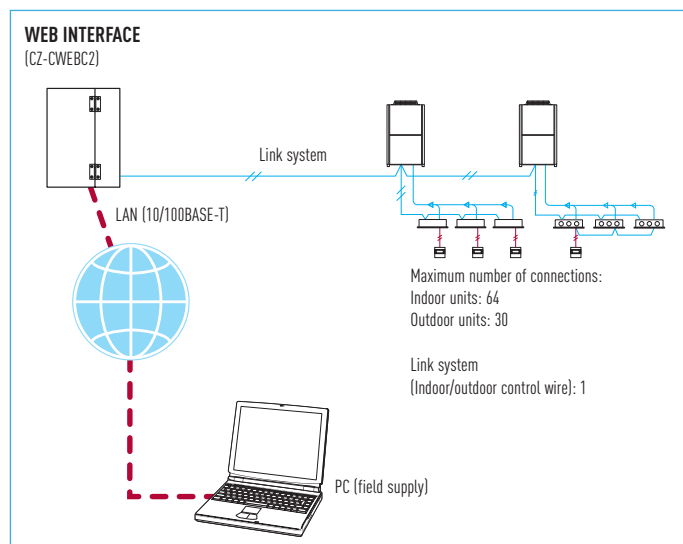 WEB INTERFACE
(CZ-CWEBC2)
Link system
LAN (10/100BASE-T)
Maximum number of connections:
Indoor units: 64
Outdoor units: 30
Link system
(Indoor/outdoor control wire): 1
PC (field supply)